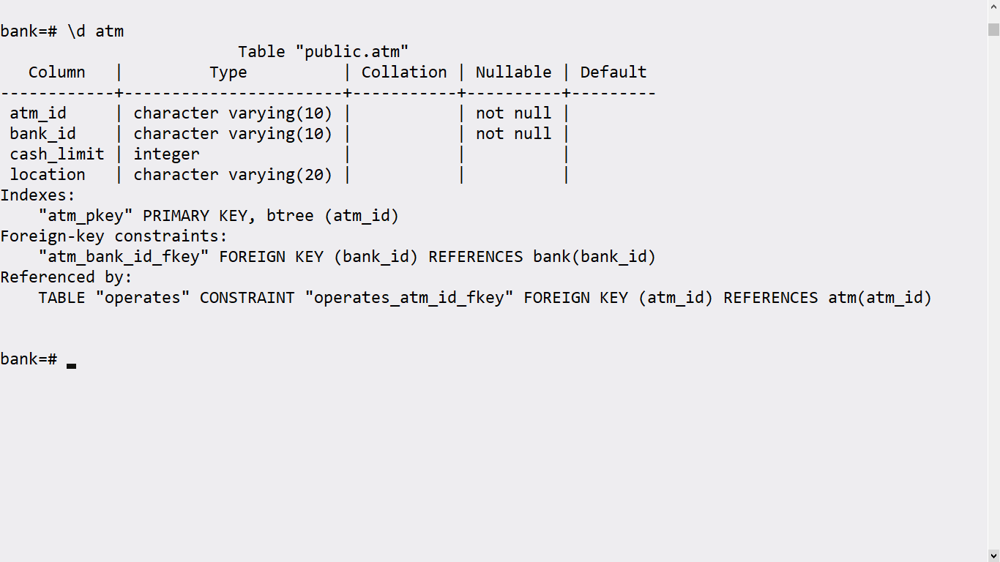 bank=# \d atm
                         Table "public.atm"
   Column   |         Type          | Collation | Nullable | Default
------------+-----------------------+-----------+----------+---------
 atm_id     | character varying(10) |           | not null |
 bank_id    | character varying(10) |           | not null |
 cash_limit | integer               |           |          |
 location   | character varying(20) |           |          |
Indexes:
    "atm_pkey" PRIMARY KEY, btree (atm_id)
Foreign-key constraints:
    "atm_bank_id_fkey" FOREIGN KEY (bank_id) REFERENCES bank(bank_id)
Referenced by:
    TABLE "operates" CONSTRAINT "operates_atm_id_fkey" FOREIGN KEY (atm_id) REFERENCES atm(atm_id)
bank=#